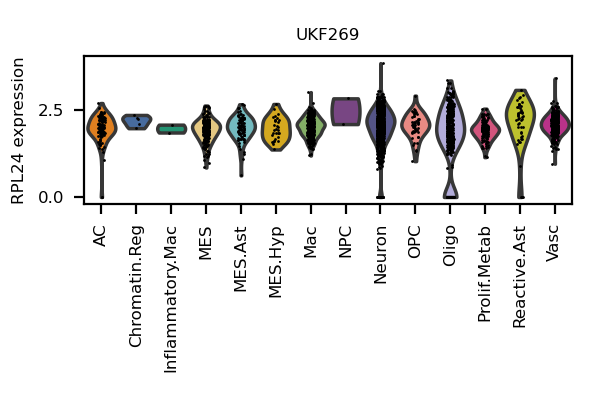 UKF269
RPL24 expression
2.5
0.0
AC
Chromatin.Reg
Inflammatory.Mac
MES
MES.Ast
MES.Hyp
Mac
NPC
Neuron
OPC
Oligo
Prolif.Metab
Reactive.Ast
Vasc